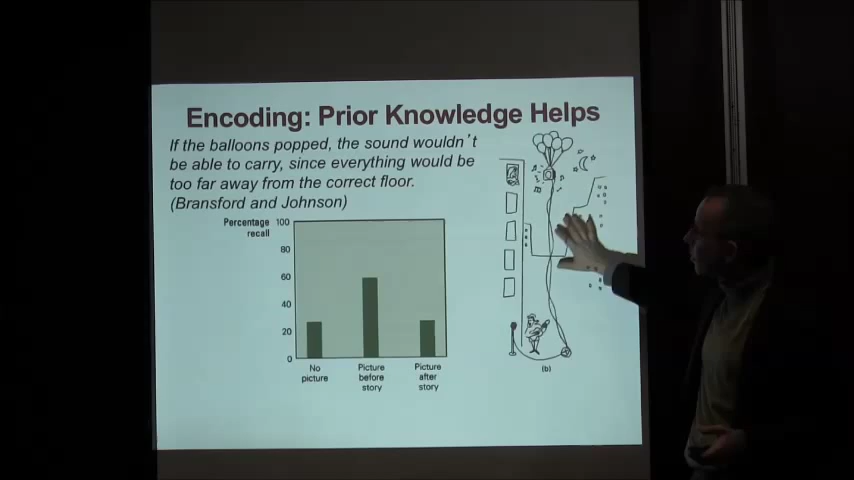 Encoding: Prior Knowledge Helps
If the balloons popped, the sound wouldn't
be able to carry, since everything would be
too far away from the correct floor.
(Bransford and Johnson)
Percentage
recall
100
80
60
40
20
0
No
picture
Picture
before
story
Picture
after
story
(b)